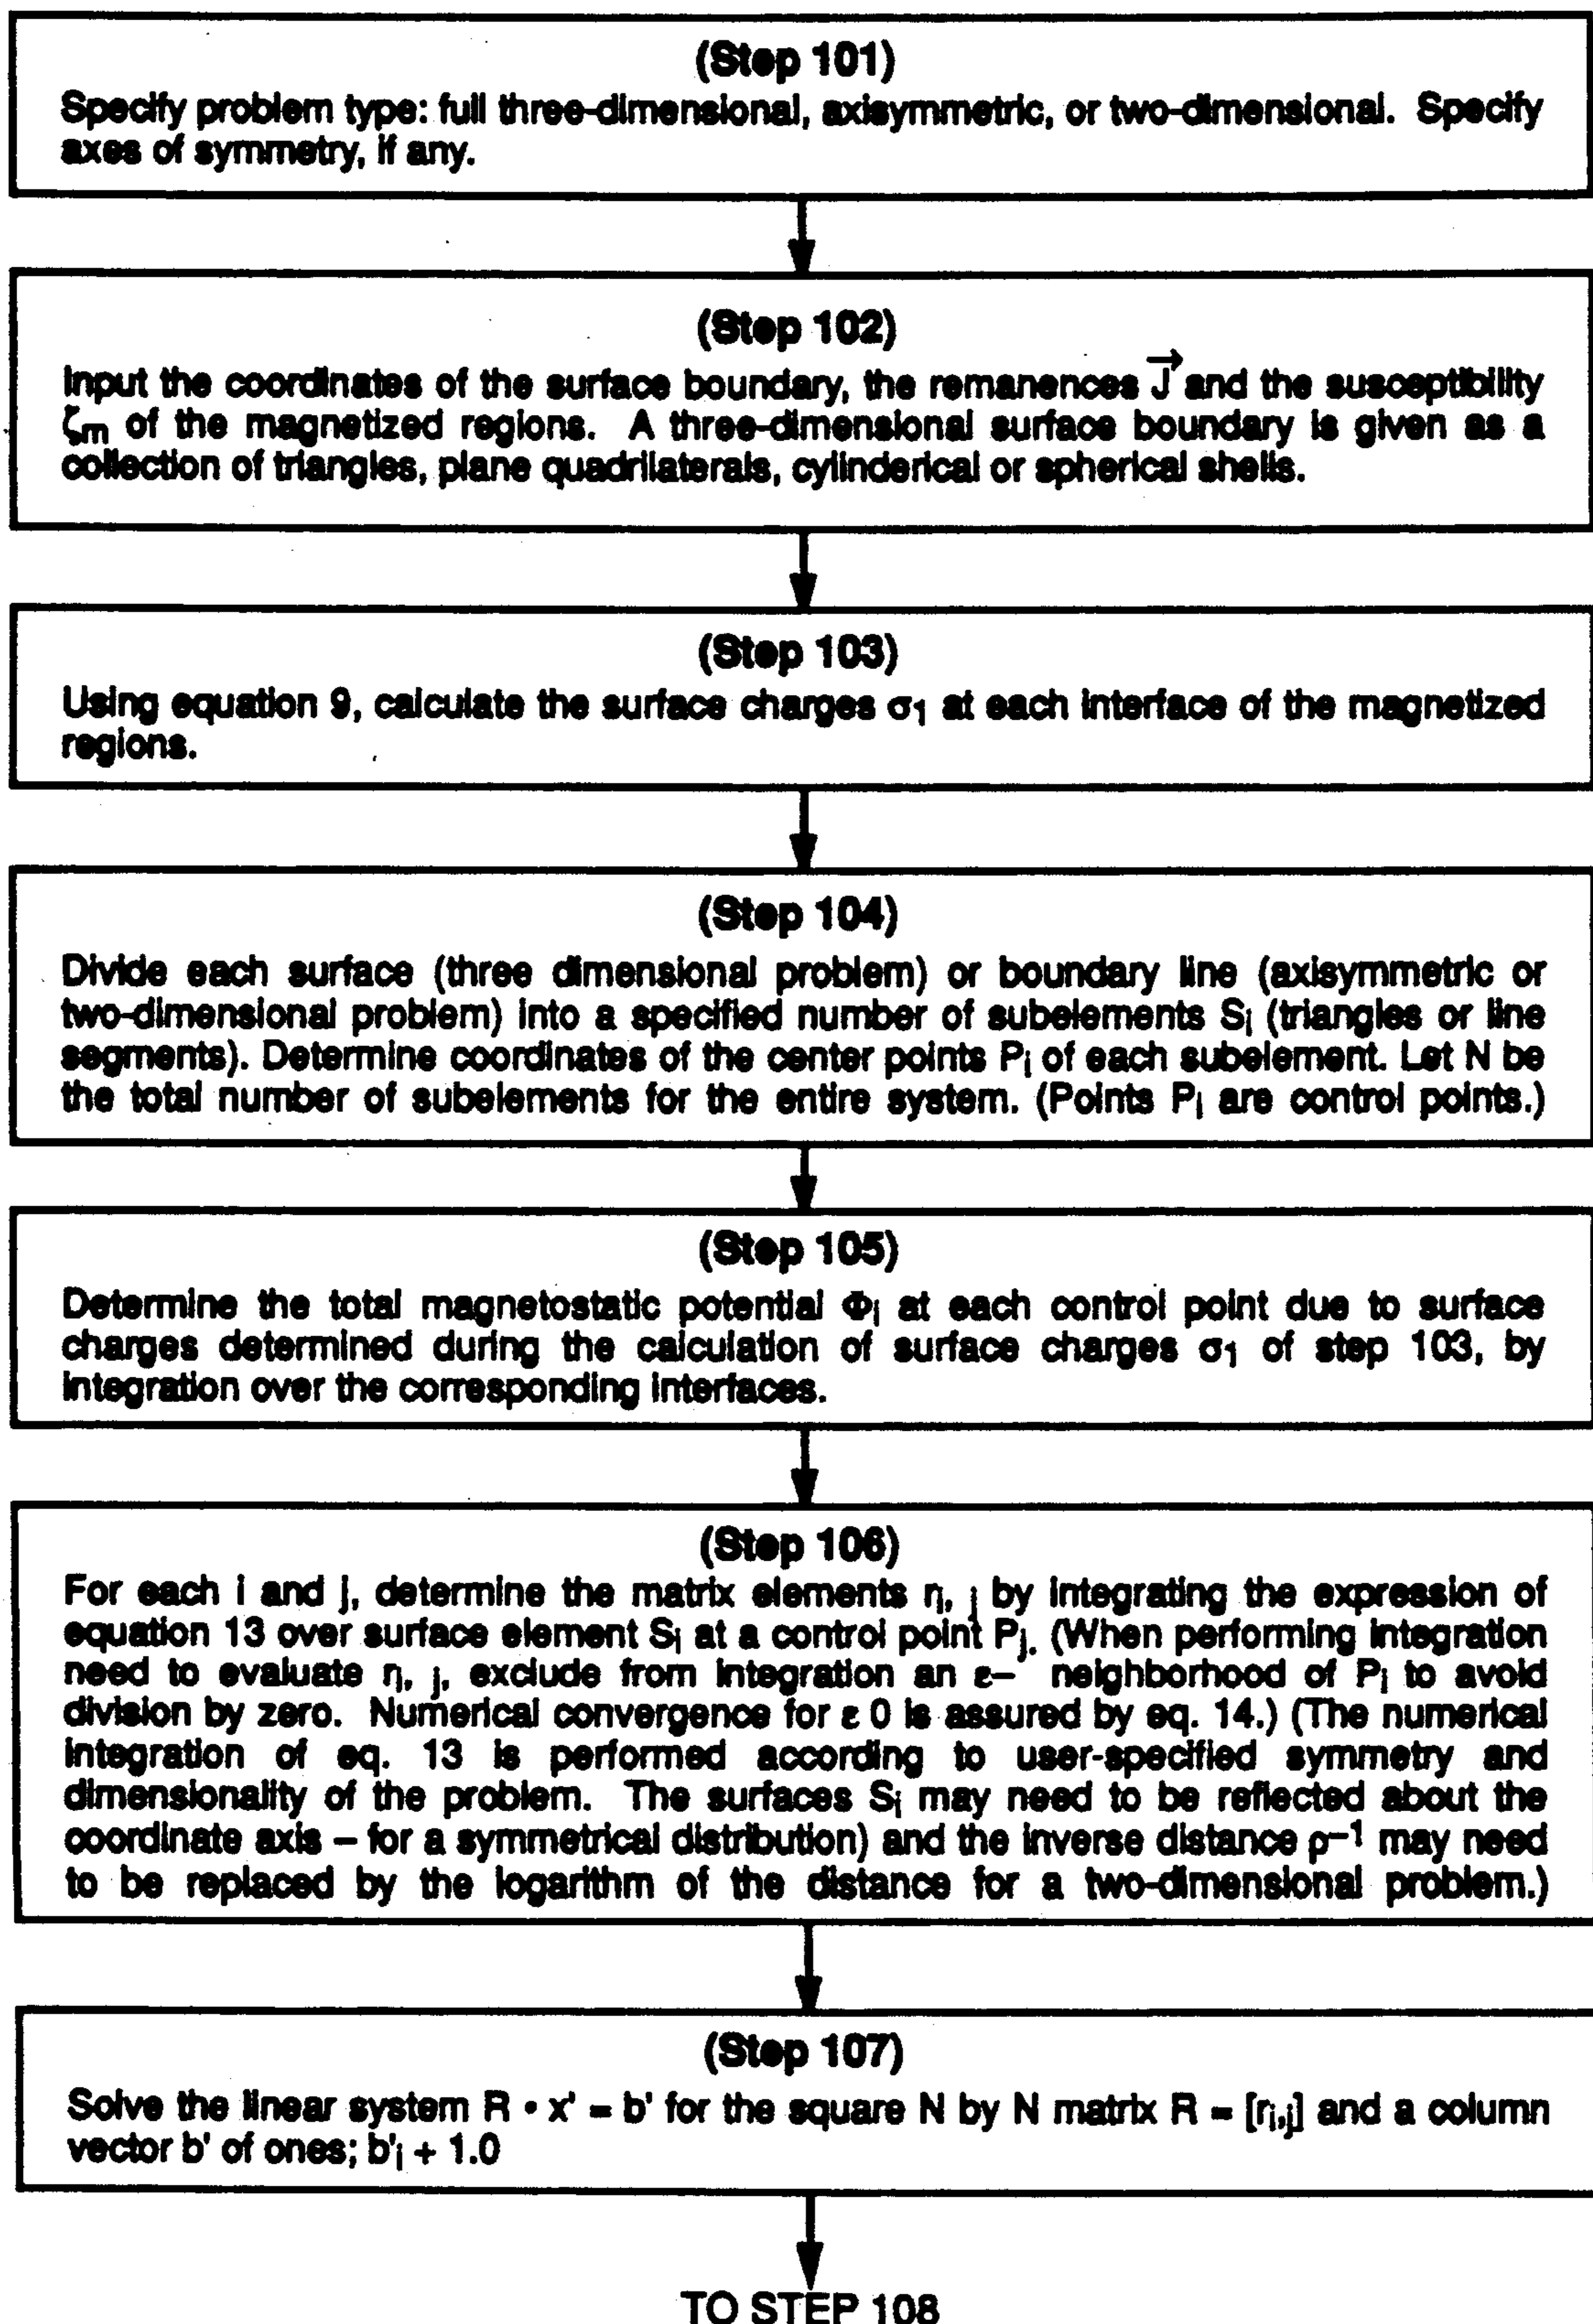 (Step 101)
Specify problem type: full three-dimensional, axisymmetric, or two-dimensional. Specify
axes of symmetry, if any.
(Step 102)
Input the coordinates of the surface boundary, the remanences J⃗ and the susceptibility
ζm of the magnetized regions. A three-dimensional surface boundary is given as a
collection of triangles, plane quadrilaterals, cylinderical or spherical shells.
(Step 103)
Using equation 9, calculate the surface charges σ1 at each interface of the magnetized
regions.
(Step 104)
Divide each surface (three dimensional problem) or boundary line (axisymmetric or
two-dimensional problem) into a specified number of subelements Si (triangles or line
segments). Determine coordinates of the center points Pi of each subelement. Let N be
the total number of subelements for the entire system. (Points Pi are control points.)
(Step 105)
Determine the total magnetostatic potential Φi at each control point due to surface
charges determined during the calculation of surface charges σ1 of step 103, by
integration over the corresponding interfaces.
(Step 106)
For each i and j, determine the matrix elements ri, j by integrating the expression of
equation 13 over surface element Si at a control point Pj. (When performing integration
need to evaluate ri, j, exclude from integration an ε– neighborhood of Pi to avoid
division by zero. Numerical convergence for ε 0 is assured by eq. 14.) (The numerical
integration of eq. 13 is performed according to user-specified symmetry and
dimensionality of the problem. The surfaces Si may need to be reflected about the
coordinate axis – for a symmetrical distribution) and the inverse distance ρ–1 may need
to be replaced by the logarithm of the distance for a two-dimensional problem.)
(Step 107)
Solve the linear system R • x' = b' for the square N by N matrix R = [ri,j] and a column
vector b' of ones; b'i + 1.0
TO STEP 108